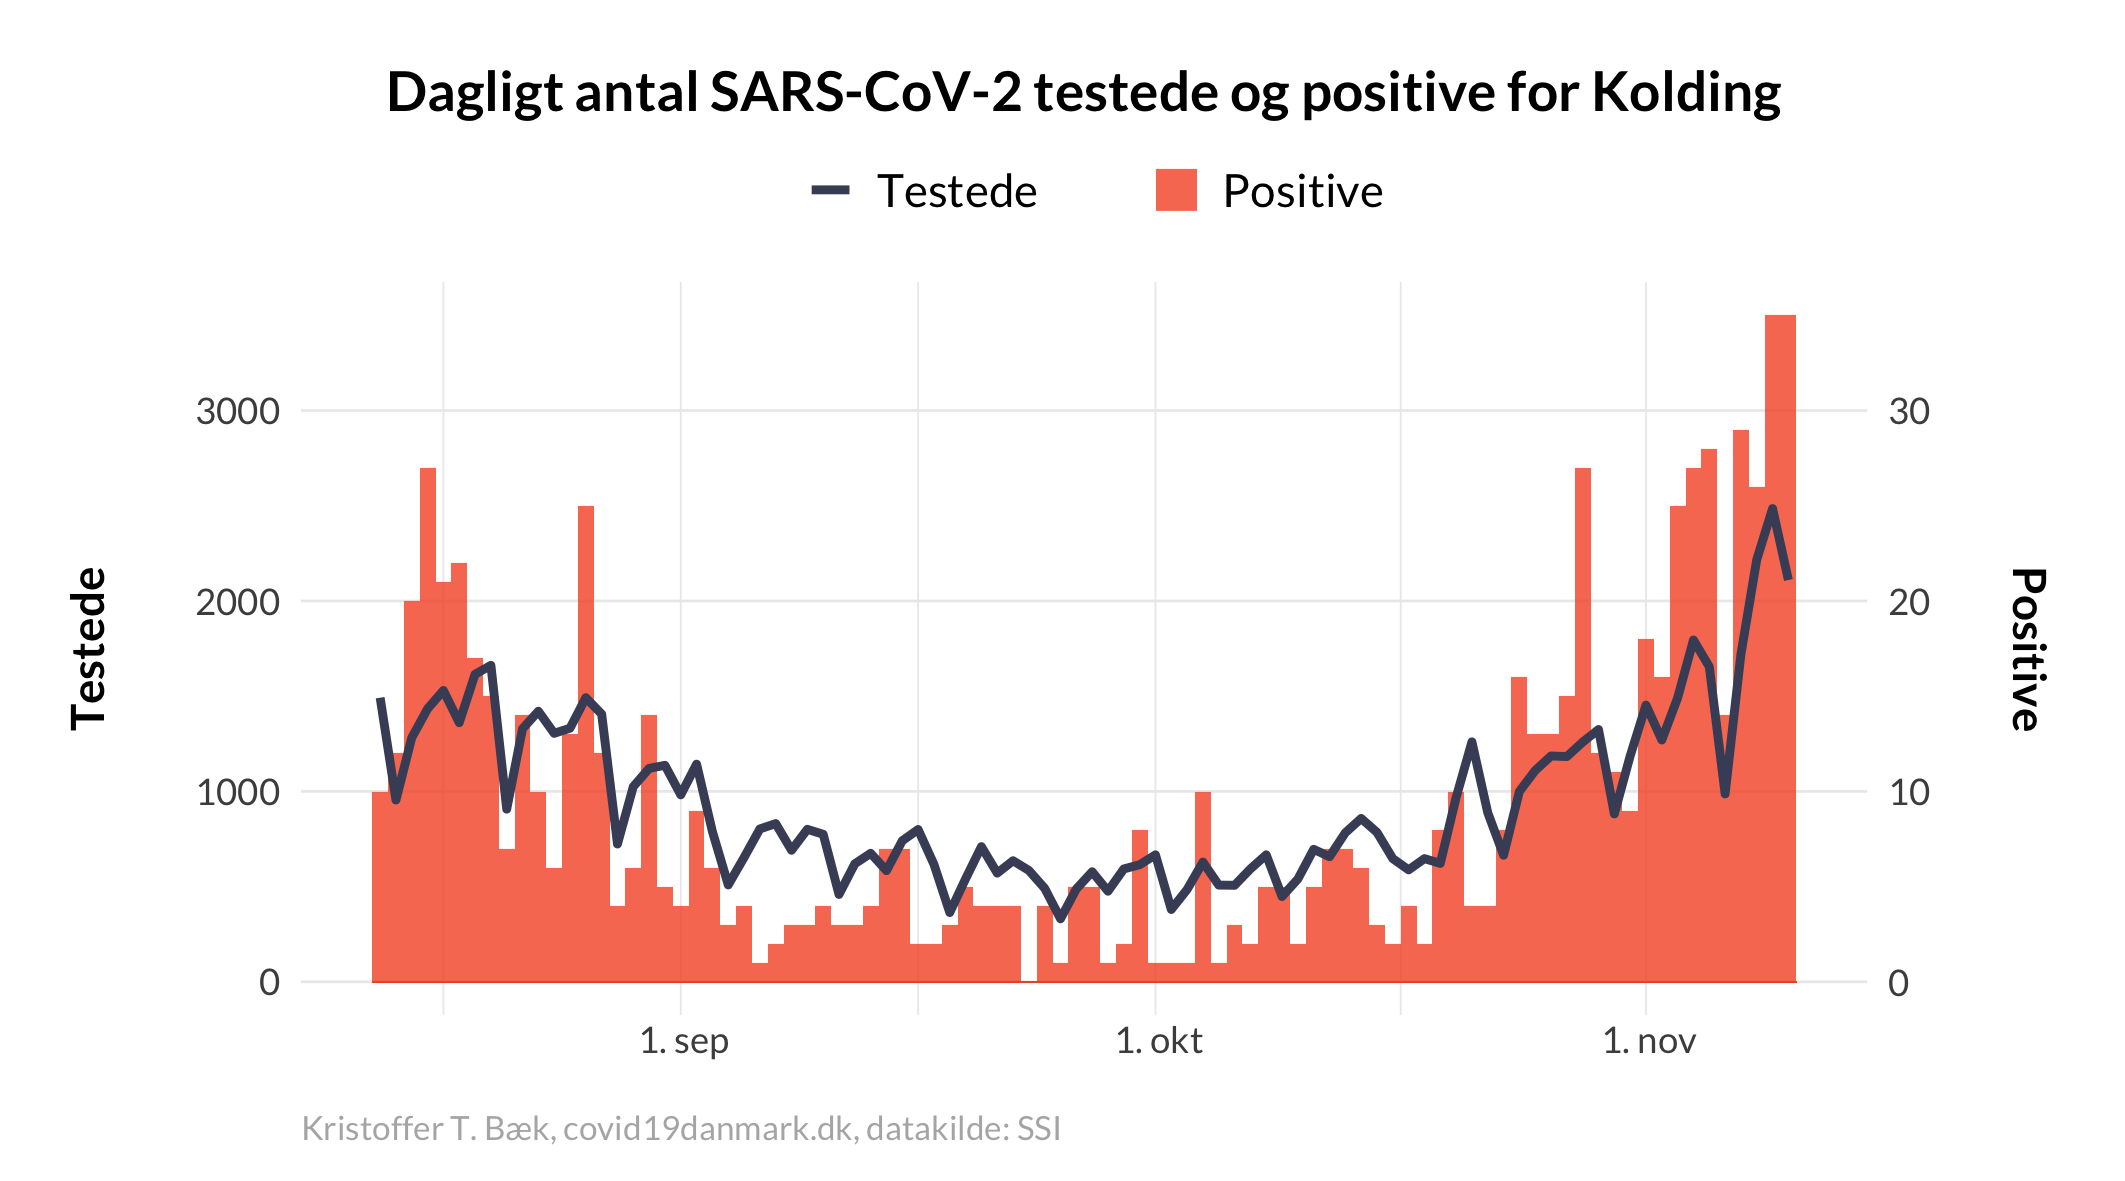 Dagligt antal SARS-CoV-2 testede og positive for Kolding
Testede
Positive
3000
2000
1000
0
Testede
30
20
10
0
Positive
1. sep
1. okt
1. nov
Kristoffer T. Bæk, covid19danmark.dk, datakilde: SSI